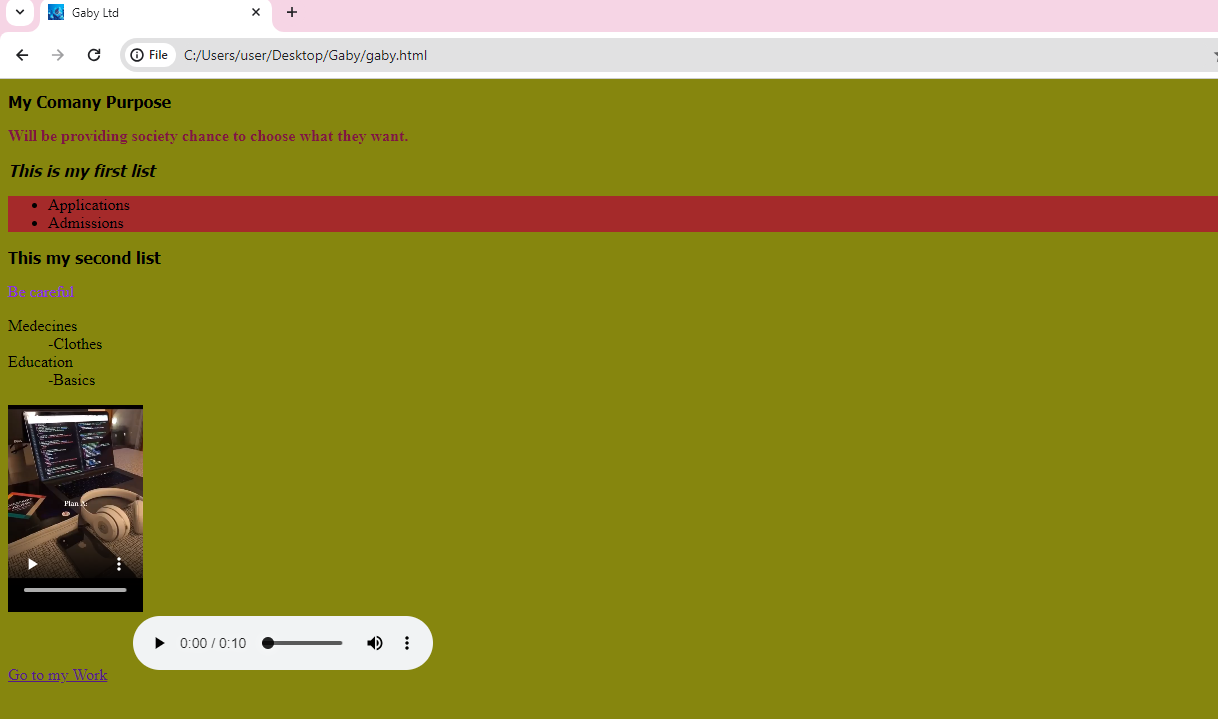 Gaby Ltd
File C:/Users/user/Desktop/Gaby/gaby.html
My Comany Purpose
Will be providing society chance to choose what they want.
This is my first list
Applications
Admissions
This my second list
Be careful
Medecines
-Clothes
Education
-Basics
Plan A:
0:00 / 0:10
Go to my Work